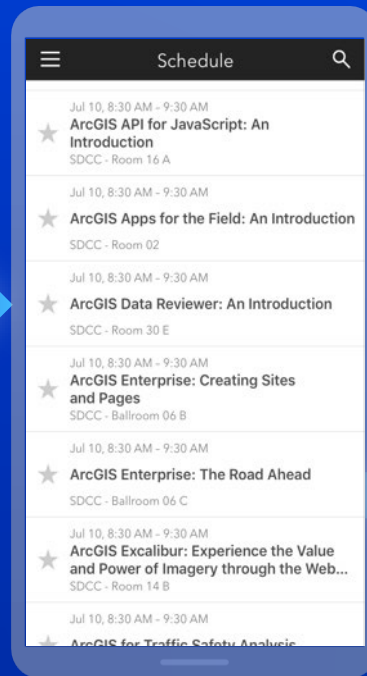 Schedule
Jul 10, 8:30 AM - 9:30 AM
ArcGIS API for JavaScript: An
Introduction
SDCC - Room 16 A
Jul 10, 8:30 AM - 9:30 AM
ArcGIS Apps for the Field: An Introduction
SDCC - Room 02
Jul 10, 8:30 AM - 9:30 AM
ArcGIS Data Reviewer: An Introduction
SDCC - Room 30 E
Jul 10, 8:30 AM - 9:30 AM
ArcGIS Enterprise: Creating Sites
and Pages
SDCC - Ballroom 06 B
Jul 10, 8:30 AM - 9:30 AM
ArcGIS Enterprise: The Road Ahead
SDCC - Ballroom 06 C
Jul 10, 8:30 AM - 9:30 AM
ArcGIS Excalibur: Experience the Value
and Power of Imagery through the Web...
SDCC - Room 14 B
Jul 10, 8:30 AM - 9:30 AM
ArcGIS for Traffic Safety Analysis